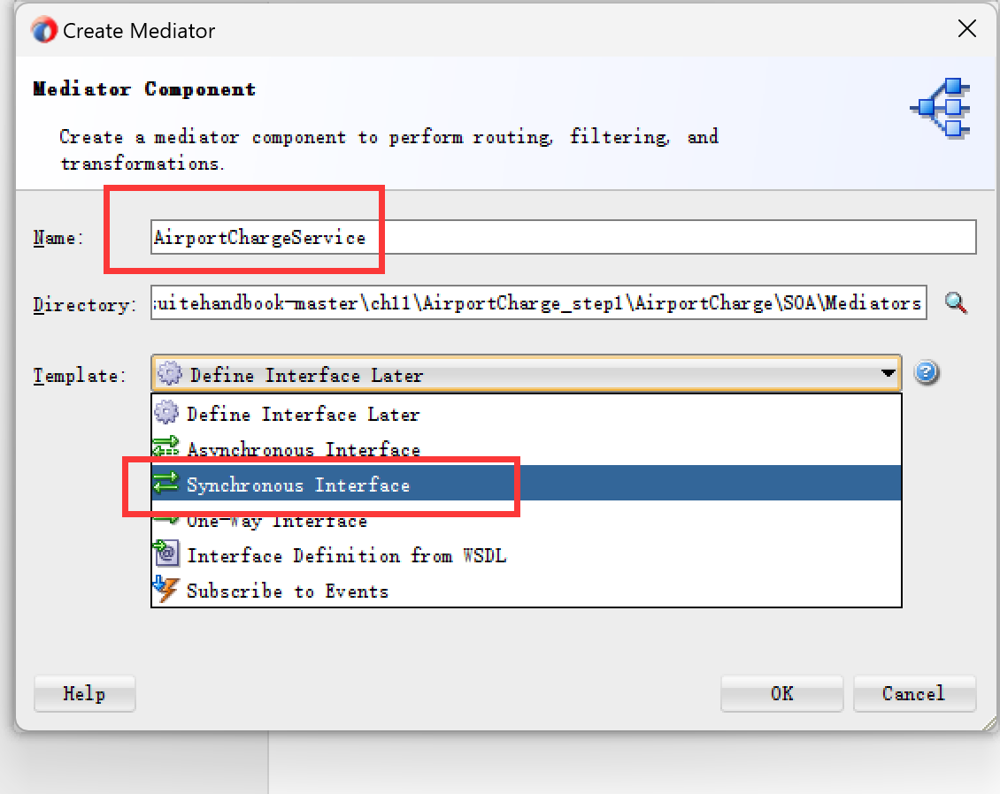 Create Mediator
Mediator Component
Create a mediator component to perform routing, filtering, and
transformations.
Name: AirportChargeService
Directory: suitehandbook-master\ch11\AirportCharge_step1\AirportCharge\SOA\Mediators
Template: Define Interface Later
Define Interface Later
Asynchronous Interface
Synchronous Interface
One-Way Interface
Interface Definition from WSDL
Subscribe to Events
Help OK Cancel